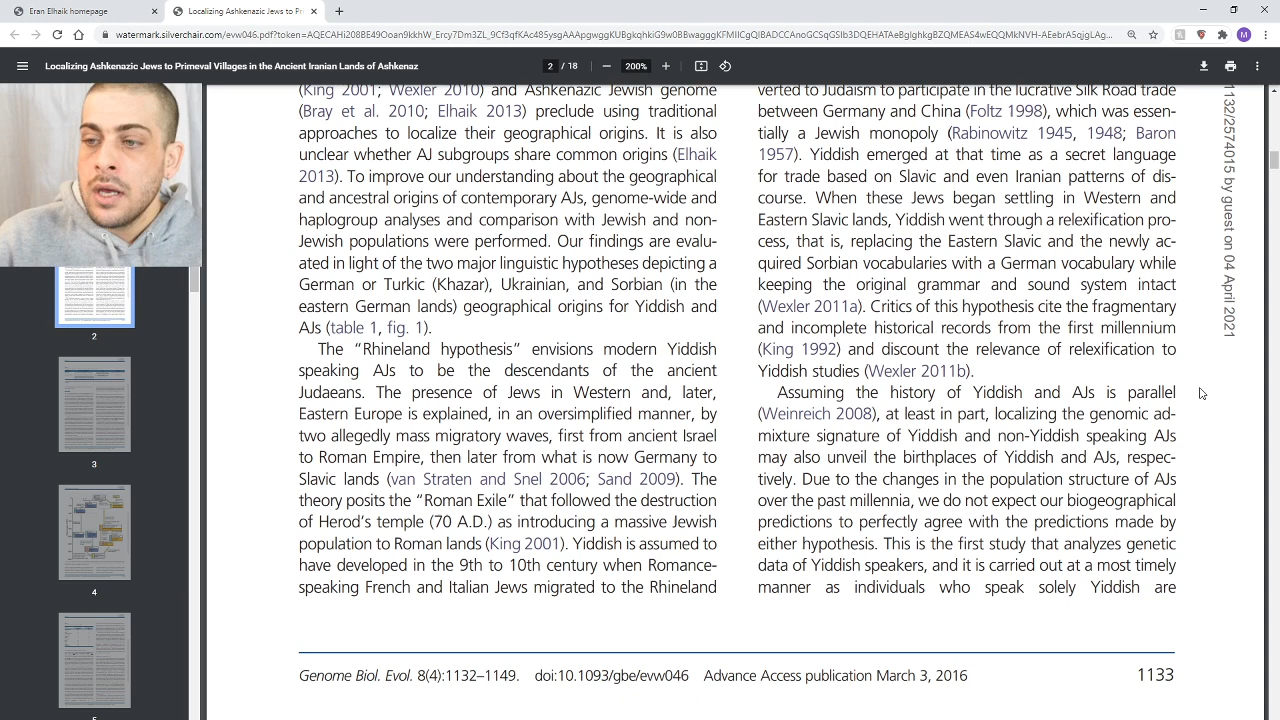 Eran Elhaik homepage
Localizing Ashkenazic Jews to Pri
watermark.silverchair.com/evw046.pdf?token=
Localizing Ashkenazic Jews to Primeval Villages in the Ancient Iranian Lands of Ashkenaz
2 / 18
200%
2
3
4
(King 2001; Wexler 2010) and Ashkenazic Jewish genome
(Bray et al. 2010; Elhaik 2013) preclude using traditional
approaches to localize their geographical origins. It is also
unclear whether AJ subgroups share common origins (Elhaik
2013). To improve our understanding about the geographical
and ancestral origins of contemporary AJs, genome-wide and
haplogroup analyses and comparison with Jewish and non-
Jewish populations were performed. Our findings are evalu-
ated in light of the two major linguistic hypotheses depicting a
German or Turkic (Khazar), Iranian, and Sorbian (in the
eastern German lands) geographical origins for Yiddish and
AJs (table 1, fig. 1).
The "Rhineland hypothesis" envisions modern Yiddish
speaking AJs to be the descendants of the ancient
Judaeans. The presence of Jews in Western and, later,
Eastern Europe is explained, in an oversimplified manner, by
two mass migratory waves: first from ancient Israel
to Roman Empire, then later from what is now Germany to
Slavic lands (van Straten and Snel 2006; Sand 2009). The
theory posits the "Roman Exile" that followed the destruction
of Herod's temple (70 A.D.) as introducing a massive Jewish
population to Roman lands (King 2001). Yiddish is assumed to
have developed in the 9th to 10th century when Romance-
speaking French and Italian Jews migrated to the Rhineland
verted to Judaism to participate in the lucrative Silk Road trade
between Germany and China (Foltz 1998), which was essen-
tially a Jewish monopoly (Rabinowitz 1945, 1948; Baron
1957). Yiddish emerged at that time as a secret language
for trade based on Slavic and even Iranian patterns of dis-
course. When these Jews began settling in Western and
Eastern Slavic lands, Yiddish went through a relexification pro-
cess, that is, replacing the Eastern Slavic and the newly ac-
quired Sorbian vocabularies with a German vocabulary while
keeping the original grammar and sound system intact
(Wexler 2011a). Critics of this hypothesis cite the fragmentary
and incomplete historical records from the first millennium
(King 1992) and discount the relevance of relexification to
Yiddish studies (Wexler 2011b).
Assuming the history of Yiddish and AJs is parallel
2008), at least in part, localizing the genomic ad-
mixture signature of Yiddish and non-Yiddish speaking AJs
may also unveil the birthplaces of Yiddish and AJs, respec-
tively. Due to the changes in the population structure of AJs
over the past millennia, we do not expect our biogeographical
predictions to perfectly agree with the predictions made by
either hypothesis. This is the first study that analyzes genetic
data of Yiddish speakers, and it is carried out at a most timely
manner as individuals who speak solely Yiddish are
Advance Access publication March 3, 2016
1133
1132/2574015 by guest on 04 April 2021